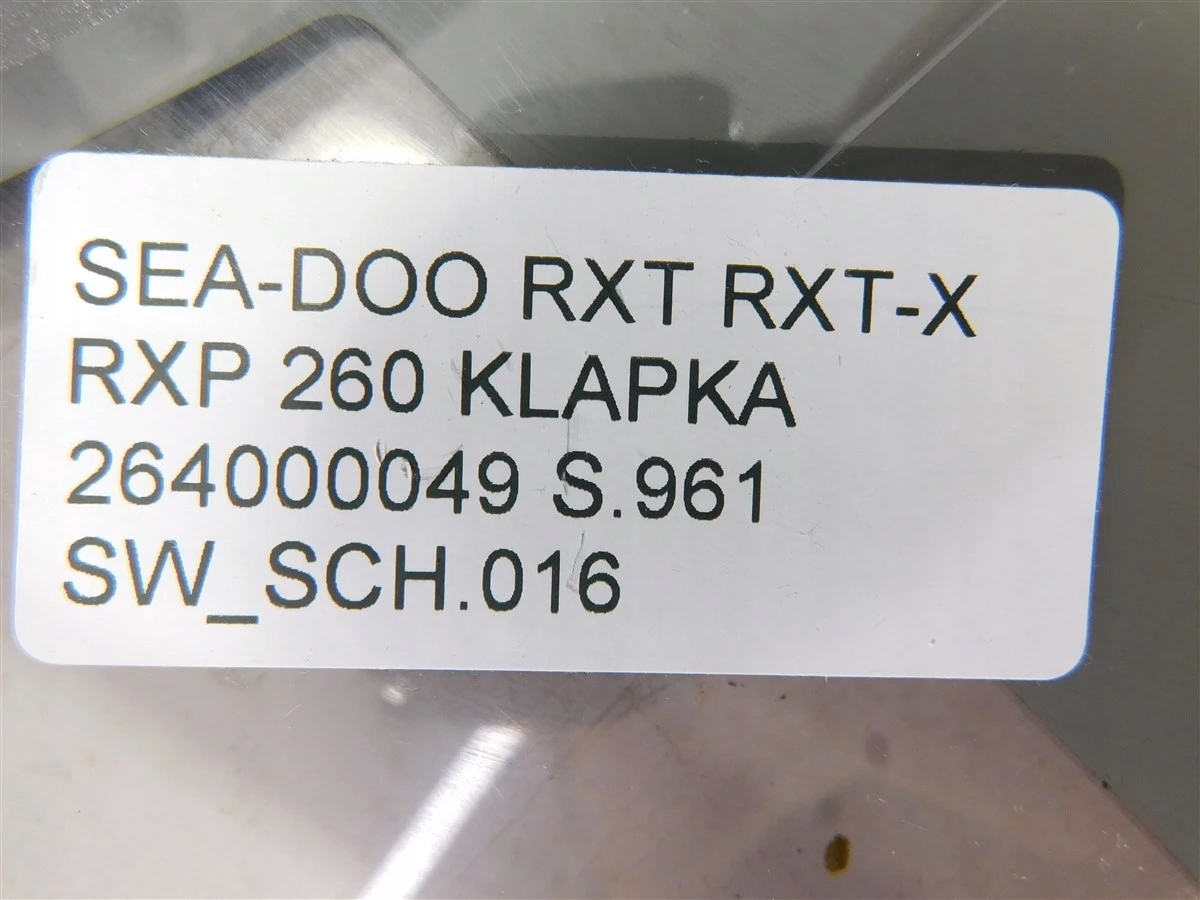 SEA-DOO RXT RXT-X
RXP 260 KLAPKA
264000049 S.961
SW_SCH.016